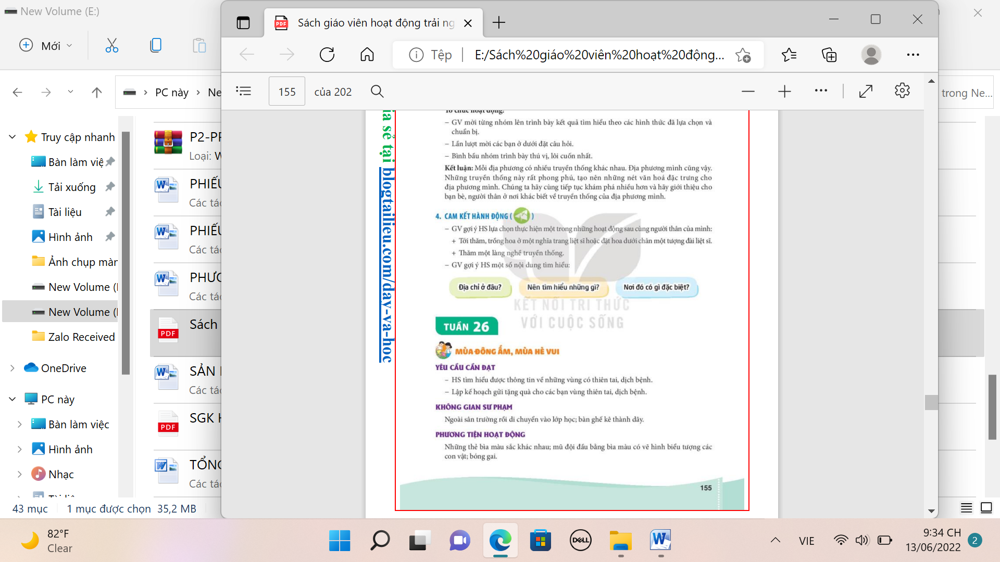 New Volume (E:)
Mới
PC này
Ne
trong Ne...
Truy cập nhanh
Bàn làm việ
Tải xuống
Tài liệu
Hình ảnh
Ảnh chụp màr
New Volume (
New Volume (
Zalo Received
OneDrive
PC này
Bàn làm việc
Hình ảnh
Nhạc
P2-PP
Loại: W
PHIẾU
Các tác
PHIẾU
Các tác
PHƯƠ
Các tác
Sách
SẢN
Các tác
SGK H
TỔNG
Các tác
43 mục
1 mục được chọn
35,2 MB
Sách giáo viên hoạt động trải ng
Tệp
E:/Sách%20giáo%20viên%20hoạt%20động...
155
của 202
ia sẻ tại blogtailieu.com/day-va-hoc
Tổ chức hoạt động:
– GV mời từng nhóm lên trình bày kết quả tìm hiểu theo các hình thức đã lựa chọn và
chuẩn bị.
– Lần lượt mời các bạn ở dưới đặt câu hỏi.
– Bình bầu nhóm trình bày thú vị, lôi cuốn nhất.
Kết luận: Mỗi địa phương có nhiều truyền thống khác nhau. Địa phương mình cũng vậy.
Những truyền thống này rất phong phú, tạo nên những nét văn hoá đặc trưng cho
địa phương mình. Chúng ta hãy cùng tiếp tục khám phá nhiều hơn và hãy giới thiệu cho
bạn bè, người thân ở nơi khác biết về truyền thống của địa phương mình.
4. CAM KẾT HÀNH ĐỘNG ( )
– GV gợi ý HS lựa chọn thực hiện một trong những hoạt động sau cùng người thân của mình:
+ Tới thăm, trồng hoa ở một nghĩa trang liệt sĩ hoặc đặt hoa dưới chân một tượng đài liệt sĩ.
+ Thăm một làng nghề truyền thống.
– GV gợi ý HS một số nội dung tìm hiểu:
Địa chỉ ở đâu?
Nên tìm hiểu những gì?
Nơi đó có gì đặc biệt?
KẾT NỐI TRI THỨC
VỚI CUỘC SỐNG
TUẦN 26
MÙA ĐÔNG ẤM, MÙA HÈ VUI
YÊU CẦU CẦN ĐẠT
– HS tìm hiểu được thông tin về những vùng có thiên tai, dịch bệnh.
– Lập kế hoạch gửi tặng quà cho các bạn vùng thiên tai, dịch bệnh.
KHÔNG GIAN SƯ PHẠM
Ngoài sân trường rồi di chuyển vào lớp học; bàn ghế kê thành dãy.
PHƯƠNG TIỆN HOẠT ĐỘNG
Những thẻ bìa màu sắc khác nhau; mũ đội đầu bằng bìa màu có vẽ hình biểu tượng các
con vật; bóng gai.
155
82°F
Clear
DELL
VIE
9:34 CH
13/06/2022
2